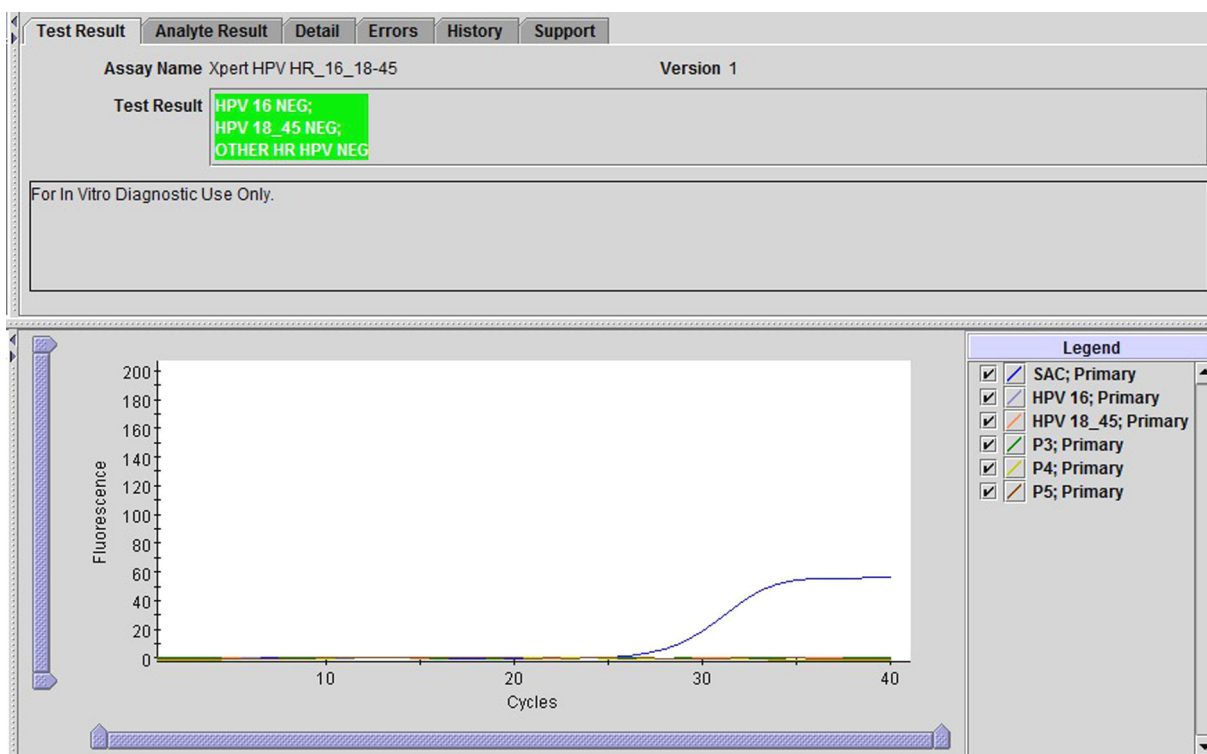 Test Result Analyte Result Detail Errors History Support
Assay Name Xpert HPV HR_16_18-45 Version 1
Test Result HPV 16 NEG;
HPV 18_45 NEG;
OTHER HR HPV NEG
For In Vitro Diagnostic Use Only.
Legend
SAC; Primary
HPV 16; Primary
HPV 18_45; Primary
P3; Primary
P4; Primary
P5; Primary
Fluorescence
200
180
160
140
120
100
80
60
40
20
0
10 20 30 40
Cycles